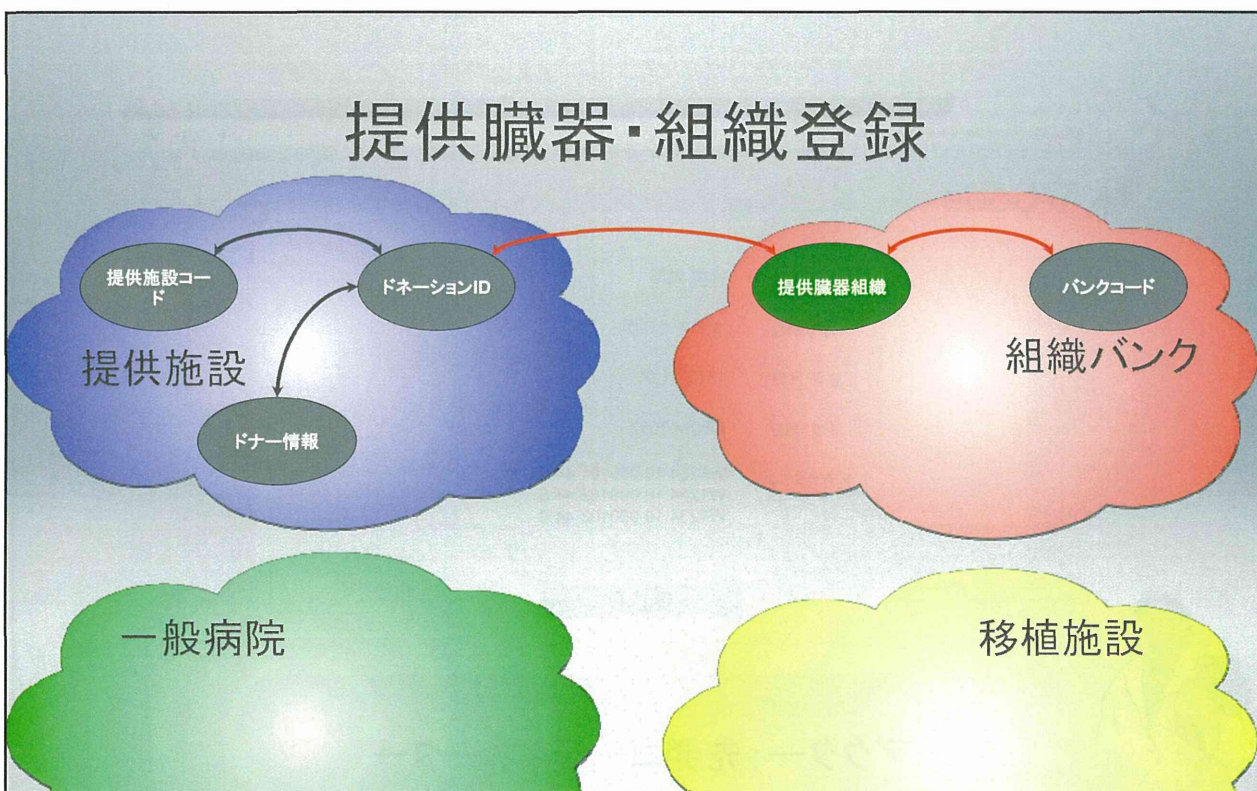 提供臓器・組織登録
提供施設コー
ド
ドネーションID
提供臓器組織
バンクコード
提供施設
組織バンク
ドナー情報
一般病院
移植施設